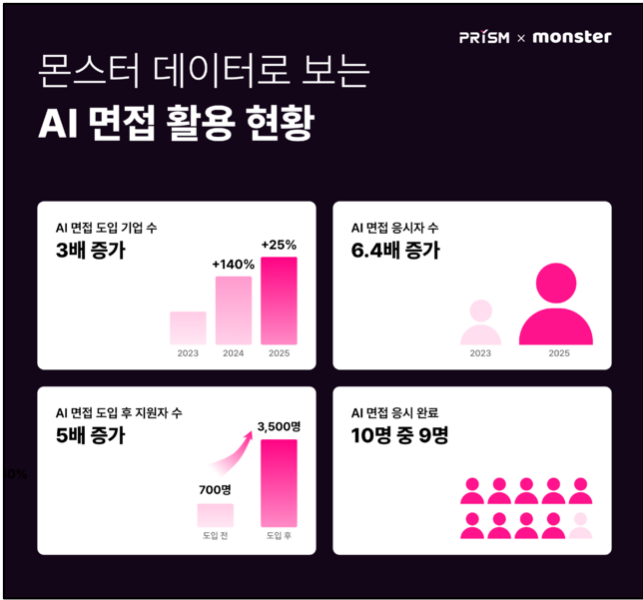 PRISM × monster
몬스터 데이터로 보는
AI 면접 활용 현황
AI 면접 도입 기업 수
3배 증가
+140%
+25%
2023
2024
2025
AI 면접 응시자 수
6.4배 증가
2023
2025
AI 면접 도입 후 지원자 수
5배 증가
700명
3,500명
도입 전
도입 후
AI 면접 응시 완료
10명 중 9명